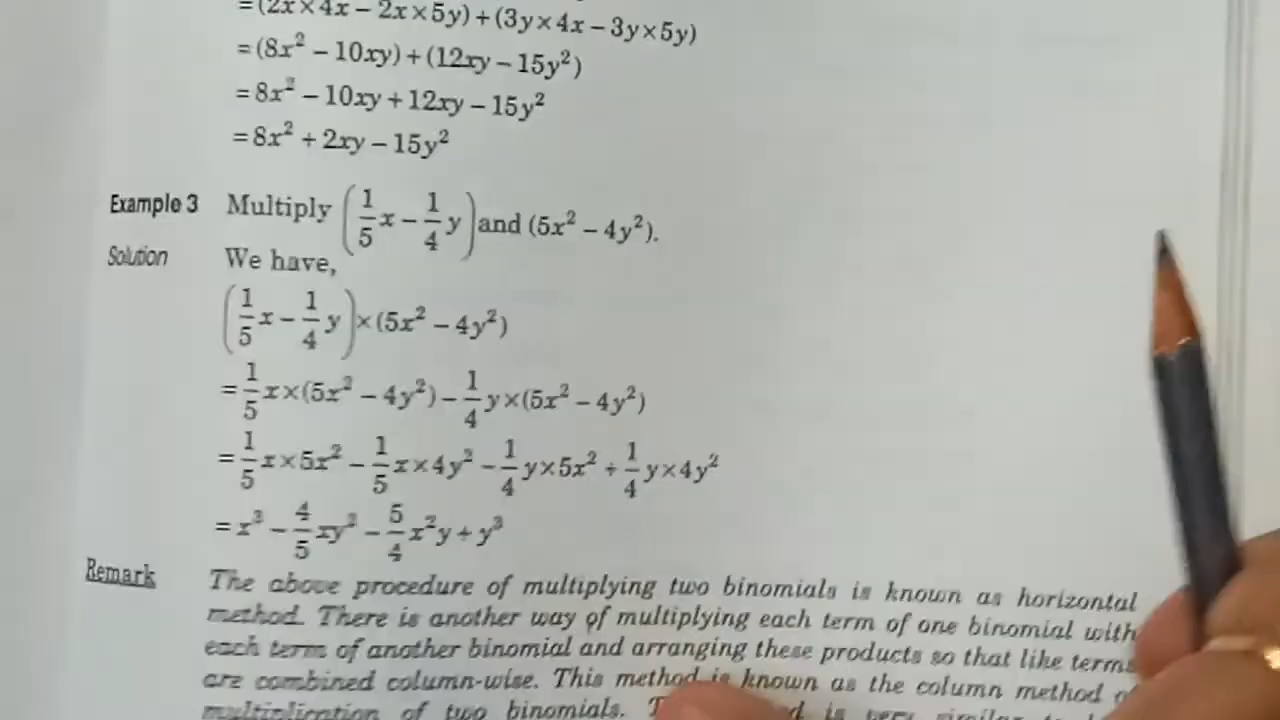 =(2x×4x−2x×5y)+(3y×4x−3y×5y)
=(8x²−10xy)+(12xy−15y²)
=8x²−10xy+12xy−15y²
=8x²+2xy−15y²
Example 3 Multiply (1/5 x − 1/4 y) and (5x²−4y²).
Solution We have,
(1/5 x − 1/4 y)×(5x²−4y²)
= 1/5 x×(5x²−4y²)− 1/4 y×(5x²−4y²)
= 1/5 x×5x² − 1/5 x×4y² − 1/4 y×5x² + 1/4 y×4y²
= x³ − 4/5 xy² − 5/4 x²y + y³
Remark The above procedure of multiplying two binomials is known as horizontal
method. There is another way of multiplying each term of one binomial with
each term of another binomial and arranging these products so that like terms
are combined column-wise. This method is known as the column method of
multiplication of two binomials. is very similar